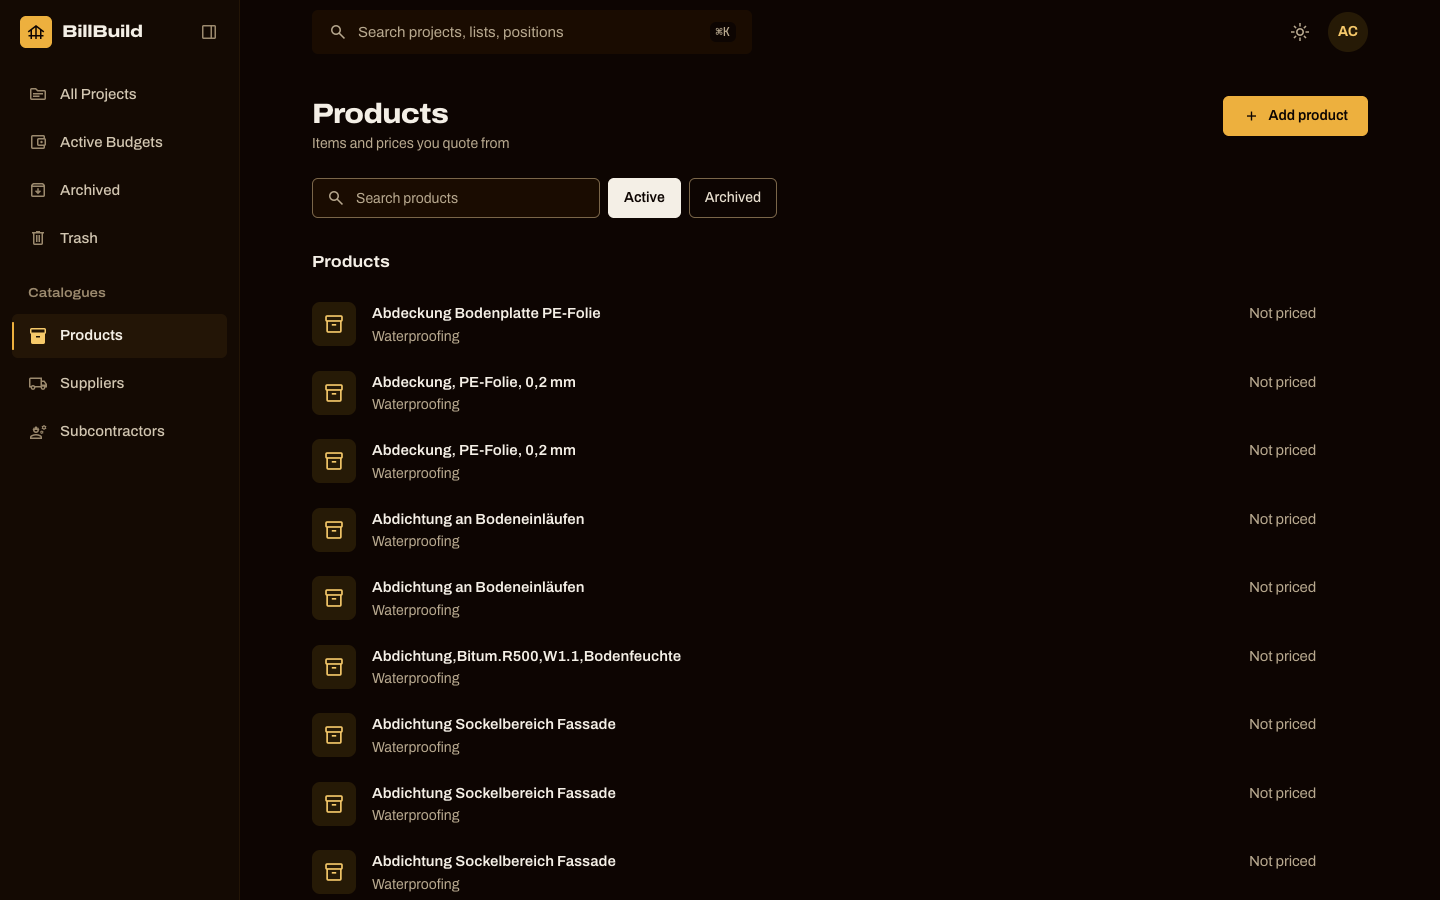 BillBuild
Search projects, lists, positions
⌘K
AC
All Projects
Active Budgets
Archived
Trash
Catalogues
Products
Suppliers
Subcontractors
Products
Items and prices you quote from
Add product
Search products
Active
Archived
Products
Abdeckung Bodenplatte PE-Folie
Not priced
Waterproofing
Abdeckung, PE-Folie, 0,2 mm
Not priced
Waterproofing
Abdeckung, PE-Folie, 0,2 mm
Not priced
Waterproofing
Abdichtung an Bodeneinläufen
Not priced
Waterproofing
Abdichtung an Bodeneinläufen
Not priced
Waterproofing
Abdichtung,Bitum.R500,W1.1,Bodenfeuchte
Not priced
Waterproofing
Abdichtung Sockelbereich Fassade
Not priced
Waterproofing
Abdichtung Sockelbereich Fassade
Not priced
Waterproofing
Abdichtung Sockelbereich Fassade
Not priced
Waterproofing